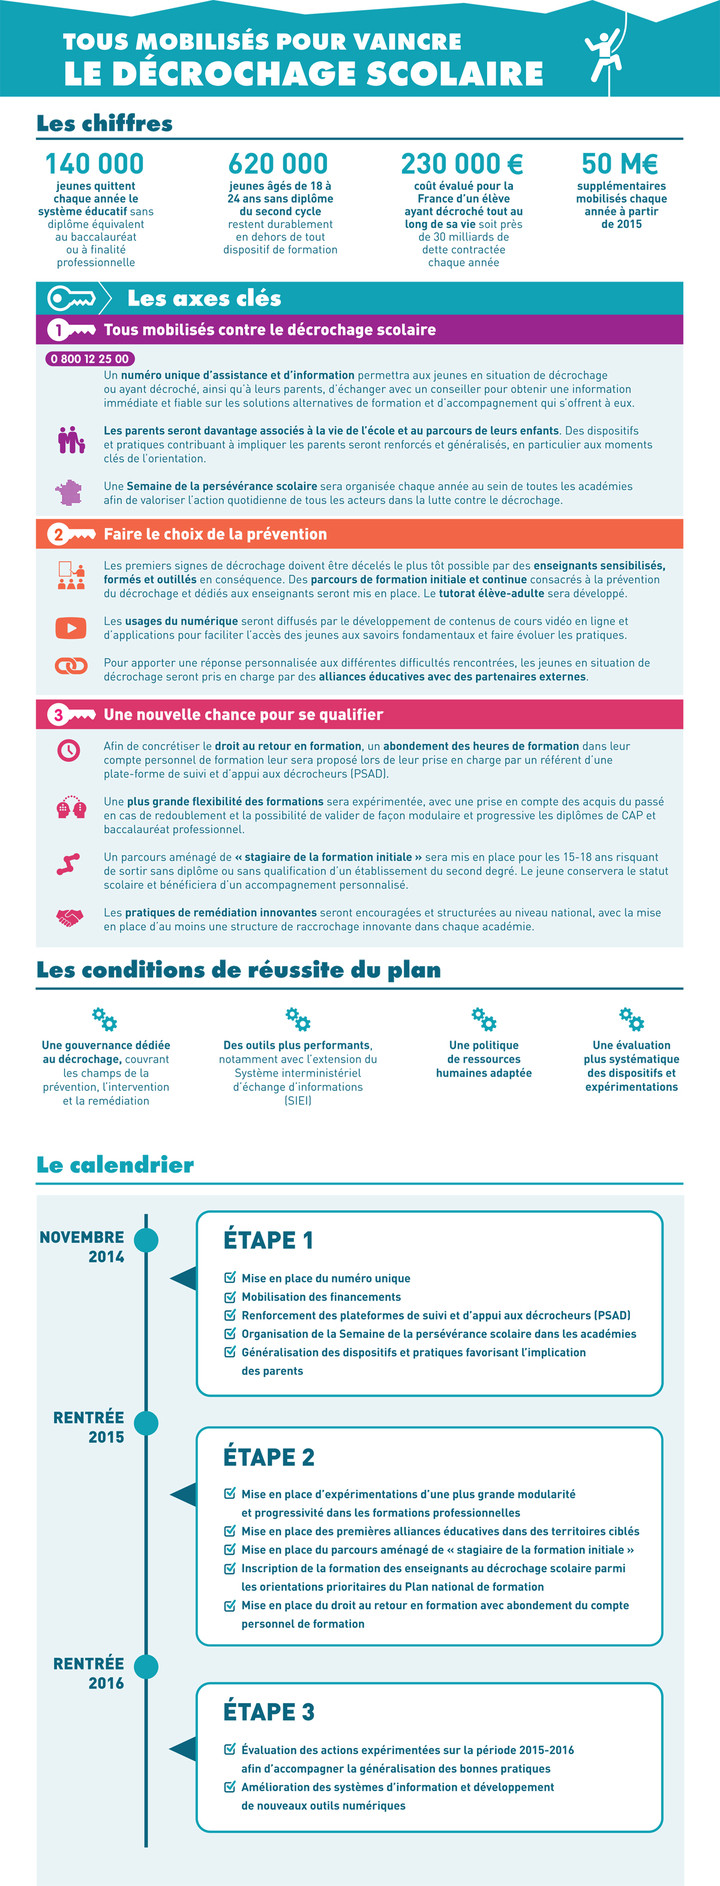 TOUS MOBILISÉS POUR VAINCRE
LE DÉCROCHAGE SCOLAIRE
Les chiffres
140 000
jeunes quittent
chaque année le
système éducatif sans
diplôme équivalent
au baccalauréat
ou à finalité
professionnelle
620 000
jeunes âgés de 18 à
24 ans sans diplôme
du second cycle
restent durablement
en dehors de tout
dispositif de formation
230 000 €
coût évalué pour la
France d'un élève
ayant décroché tout au
long de sa vie soit près
de 30 milliards de
dette contractée
chaque année
50 M€
supplémentaires
mobilisés chaque
année à partir
de 2015
Les axes clés
1 Tous mobilisés contre le décrochage scolaire
0 800 12 25 00
Un numéro unique d'assistance et d'information permettra aux jeunes en situation de décrochage
ou ayant décroché, ainsi qu'à leurs parents, d'échanger avec un conseiller pour obtenir une information
immédiate et fiable sur les solutions alternatives de formation et d'accompagnement qui s'offrent à eux.
Les parents seront davantage associés à la vie de l'école et au parcours de leurs enfants. Des dispositifs
et pratiques contribuant à impliquer les parents seront renforcés et généralisés, en particulier aux moments
clés de l'orientation.
Une Semaine de la persévérance scolaire sera organisée chaque année au sein de toutes les académies
afin de valoriser l'action quotidienne de tous les acteurs dans la lutte contre le décrochage.
2 Faire le choix de la prévention
Les premiers signes de décrochage doivent être décelés le plus tôt possible par des enseignants sensibilisés,
formés et outillés en conséquence. Des parcours de formation initiale et continue consacrés à la prévention
du décrochage et dédiés aux enseignants seront mis en place. Le tutorat élève-adulte sera développé.
Les usages du numérique seront diffusés par le développement de contenus de cours vidéo en ligne et
d'applications pour faciliter l'accès des jeunes aux savoirs fondamentaux et faire évoluer les pratiques.
Pour apporter une réponse personnalisée aux différentes difficultés rencontrées, les jeunes en situation de
décrochage seront pris en charge par des alliances éducatives avec des partenaires externes.
3 Une nouvelle chance pour se qualifier
Afin de concrétiser le droit au retour en formation, un abondement des heures de formation dans leur
compte personnel de formation leur sera proposé lors de leur prise en charge par un référent d'une
plate-forme de suivi et d'appui aux décrocheurs (PSAD).
Une plus grande flexibilité des formations sera expérimentée, avec une prise en compte des acquis du passé
en cas de redoublement et la possibilité de valider de façon modulaire et progressive les diplômes de CAP et
baccalauréat professionnel.
Un parcours aménagé de « stagiaire de la formation initiale » sera mis en place pour les 15-18 ans risquant
de sortir sans diplôme ou sans qualification d'un établissement du second degré. Le jeune conservera le statut
scolaire et bénéficiera d'un accompagnement personnalisé.
Les pratiques de remédiation innovantes seront encouragées et structurées au niveau national, avec la mise
en place d'au moins une structure de raccrochage innovante dans chaque académie.
Les conditions de réussite du plan
Une gouvernance dédiée
au décrochage, couvrant
les champs de la
prévention, l'intervention
et la remédiation
Des outils plus performants,
notamment avec l'extension du
Système interministériel
d'échange d'informations
(SIEI)
Une politique
de ressources
humaines adaptée
Une évaluation
plus systématique
des dispositifs et
expérimentations
Le calendrier
NOVEMBRE
2014
ÉTAPE 1
Mise en place du numéro unique
Mobilisation des financements
Renforcement des plateformes de suivi et d'appui aux décrocheurs (PSAD)
Organisation de la Semaine de la persévérance scolaire dans les académies
Généralisation des dispositifs et pratiques favorisant l'implication
des parents
RENTRÉE
2015
ÉTAPE 2
Mise en place d'expérimentations d'une plus grande modularité
et progressivité dans les formations professionnelles
Mise en place des premières alliances éducatives dans des territoires ciblés
Mise en place du parcours aménagé de « stagiaire de la formation initiale »
Inscription de la formation des enseignants au décrochage scolaire parmi
les orientations prioritaires du Plan national de formation
Mise en place du droit au retour en formation avec abondement du compte
personnel de formation
RENTRÉE
2016
ÉTAPE 3
Évaluation des actions expérimentées sur la période 2015-2016
afin d'accompagner la généralisation des bonnes pratiques
Amélioration des systèmes d'information et développement
de nouveaux outils numériques